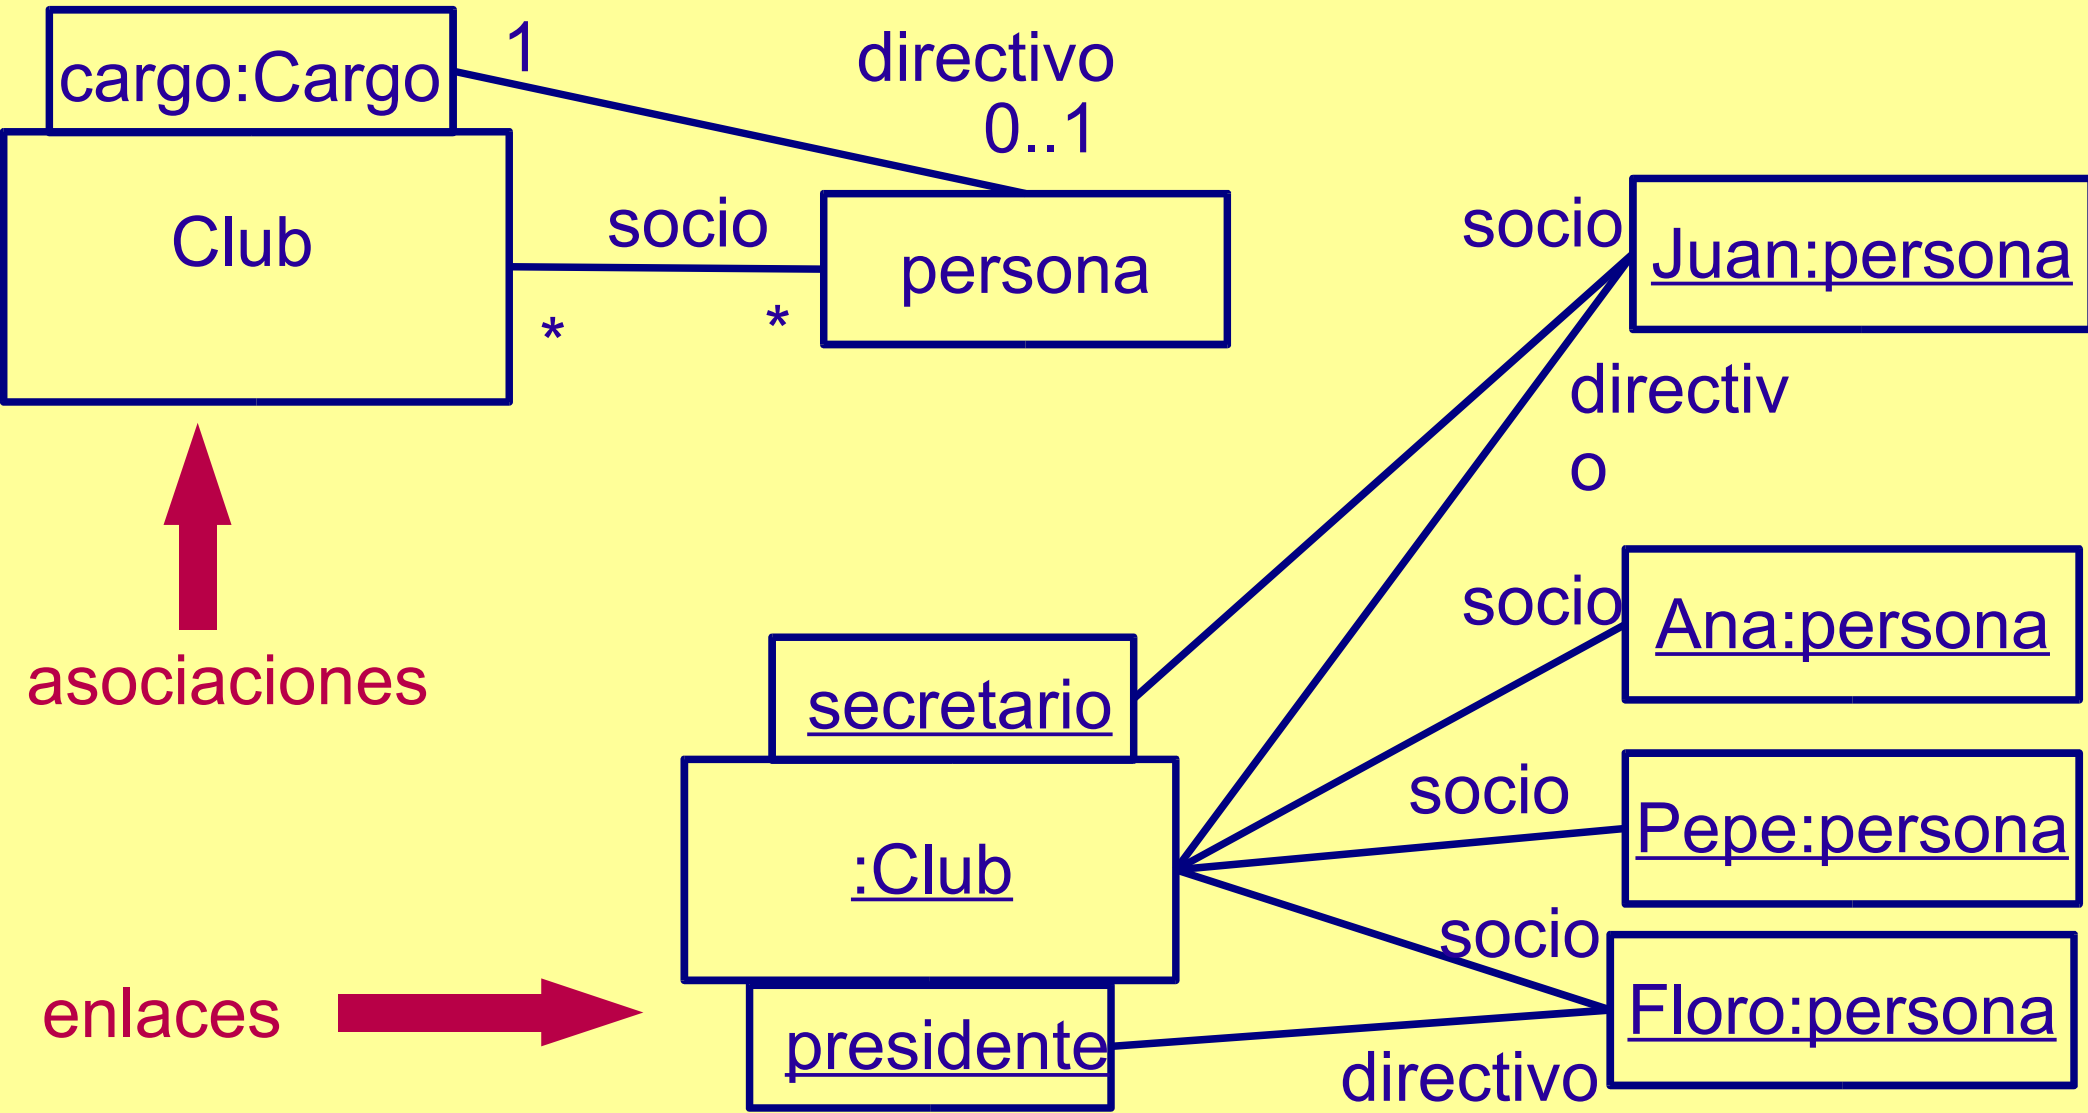 cargo:Cargo
1
directivo
0..1
Club
socio
persona
*
*
asociaciones
socio
Juan:persona
directiv
o
socio
Ana:persona
secretario
:Club
socio
Pepe:persona
socio
Floro:persona
enlaces
presidente
directivo